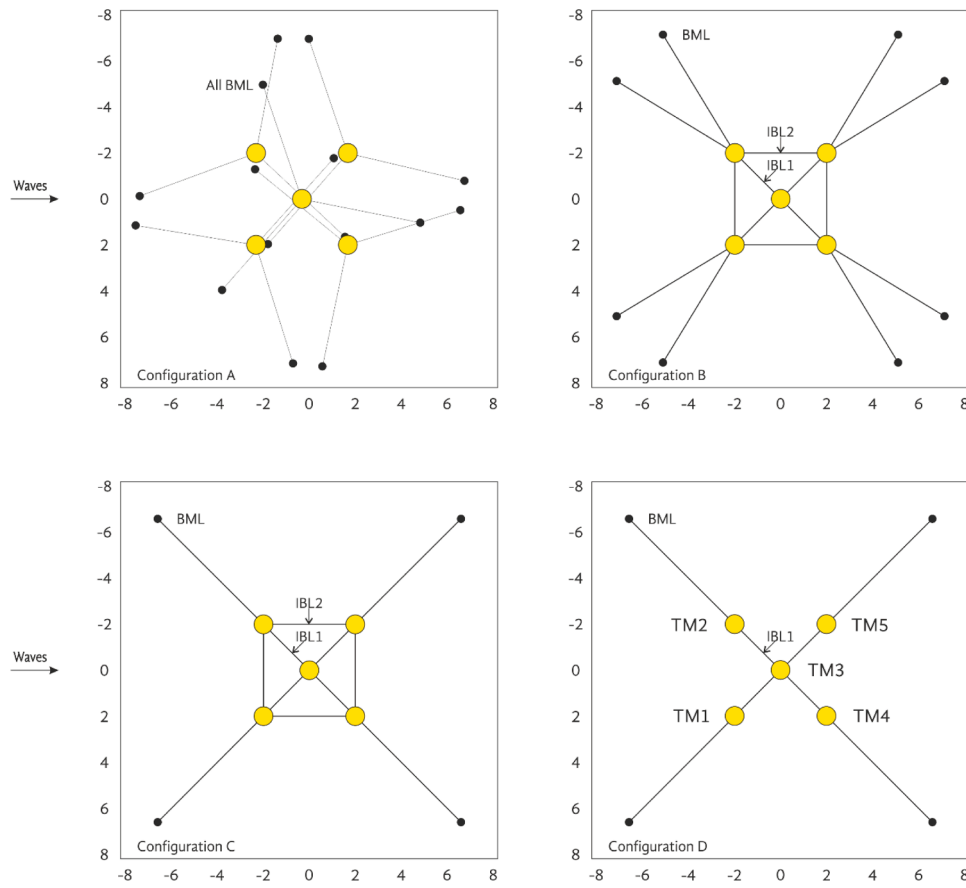 -8
-6
-4
-2
0
2
4
6
8
All BML
Waves
Configuration A
-8 -6 -4 -2 0 2 4 6 8
-8
-6
-4
-2
0
2
4
6
8
BML
IBL2
IBL1
Configuration B
-8 -6 -4 -2 0 2 4 6 8
-8
-6
-4
-2
0
2
4
6
8
BML
IBL2
IBL1
Waves
Configuration C
-8 -6 -4 -2 0 2 4 6 8
-8
-6
-4
-2
0
2
4
6
8
BML
TM2 IBL1 TM5
TM3
TM1 TM4
Configuration D
-8 -6 -4 -2 0 2 4 6 8